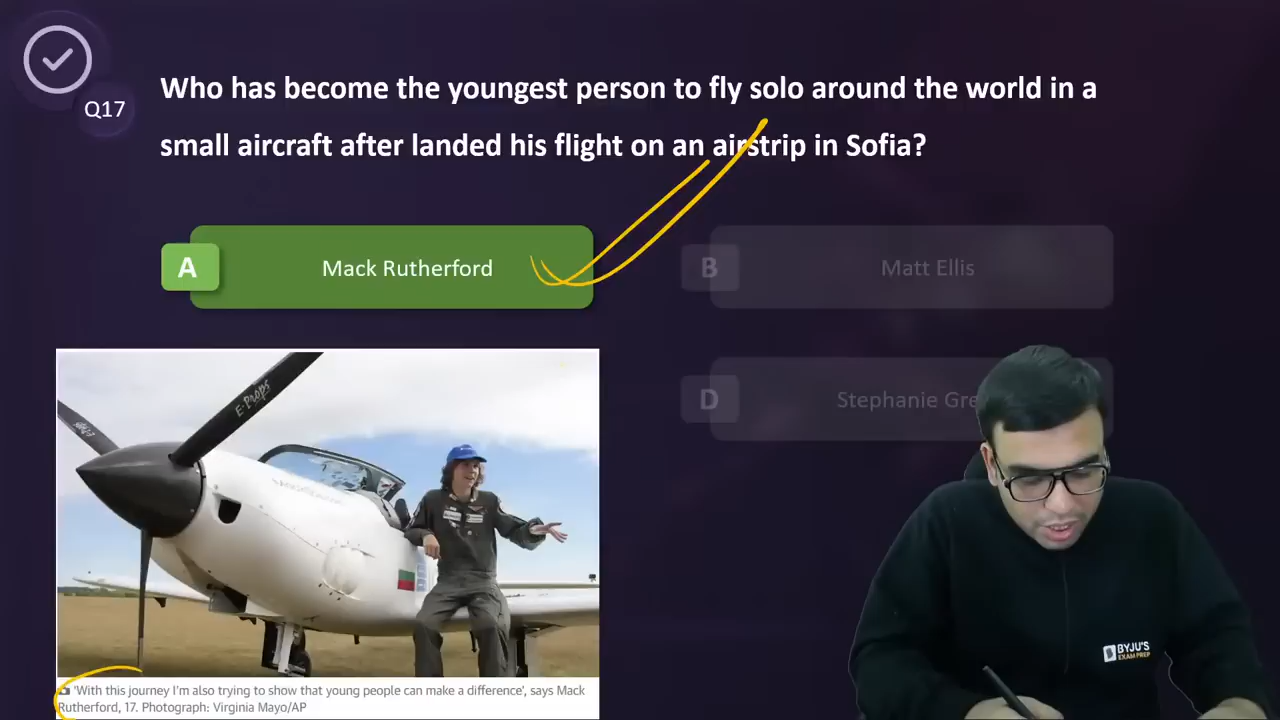 Q17
Who has become the youngest person to fly solo around the world in a
small aircraft after landed his flight on an airstrip in Sofia?
A
Mack Rutherford
B
Matt Ellis
D
Stephanie
E-PROPS
BYJU'S
EXAM PREP
'With this journey I'm also trying to show that young people can make a difference', says Mack
Rutherford, 17. Photograph: Virginia Mayo/AP